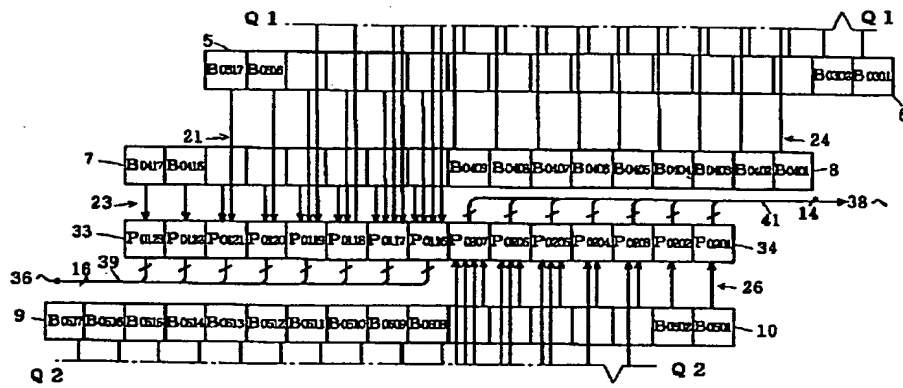 Q 1 Q 1
5
B0317 B0316 B0302 B0301
6
21 24
7 B0417 B0416 B0409 B0408 B0407 B0406 B0405 B0404 B0403 B0402 B0401 8
23 41 14 38
33 P0123 P0122 P0121 P0120 P0119 P0118 P0117 P0116 P0207 P0206 P0205 P0204 P0203 P0202 P0201 34
36 16 39
26
9 B0517 B0516 B0515 B0514 B0513 B0512 B0511 B0510 B0509 B0508 B0502 B0501 10
Q 2 Q 2